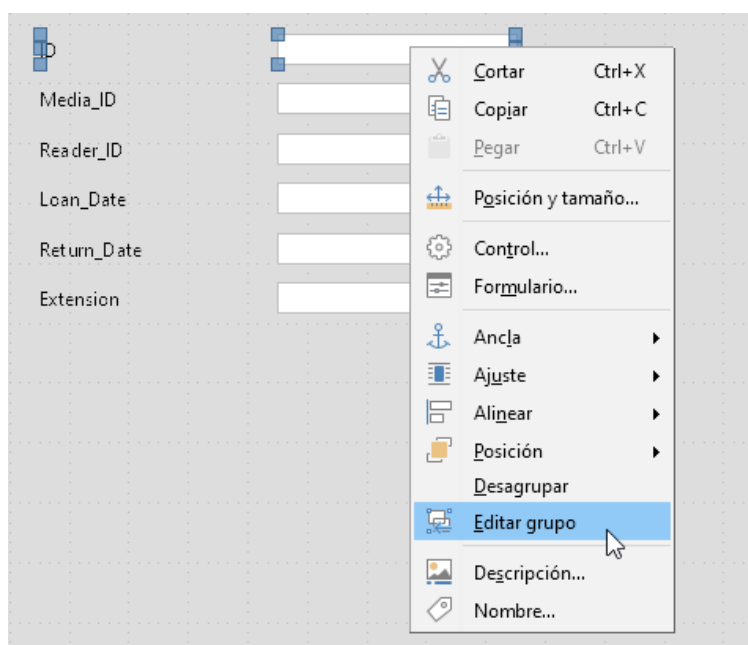 ID
Media_ID
Reader_ID
Loan_Date
Return_Date
Extension
Cortar Ctrl+X
Copiar Ctrl+C
Pegar Ctrl+V
Posición y tamaño...
Control...
Formulario...
Ancla
Ajuste
Alinear
Posición
Desagrupar
Editar grupo
Descripción...
Nombre...